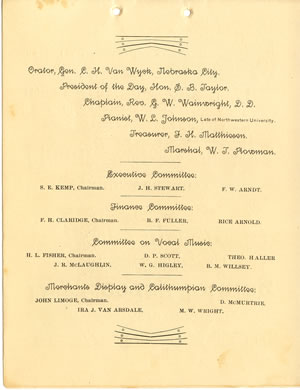 Orator, Gen. C. H. Van Wyck, Nebraska City.
President of the Day, Hon. D. B. Taylor.
Chaplain, Rev. G. W. Wainwright, D. D.
Pianist, W. L. Johnson, Late of Northwestern University.
Treasurer, F. H. Matthiesen.
Marshal, W. T. Plowman.
Executive Committee:
S. E. KEMP, Chairman. J. H. STEWART. F. W. ARNDT.
Finance Committee:
F. H. CLARIDGE, Chairman. R. F. FULLER. RICE ARNOLD.
Committee on Vocal Music:
H. L. FISHER, Chairman. D. P. SCOTT. THEO. HALLER
J. R. McLAUGHLIN. W. G. HIGLEY. B. M. WILLSEY.
Merchants Display and Calithumpian Committee:
JOHN LIMOGE, Chairman. D. McMURTRIE.
IRA J. VAN ARSDALE. M. W. WRIGHT.